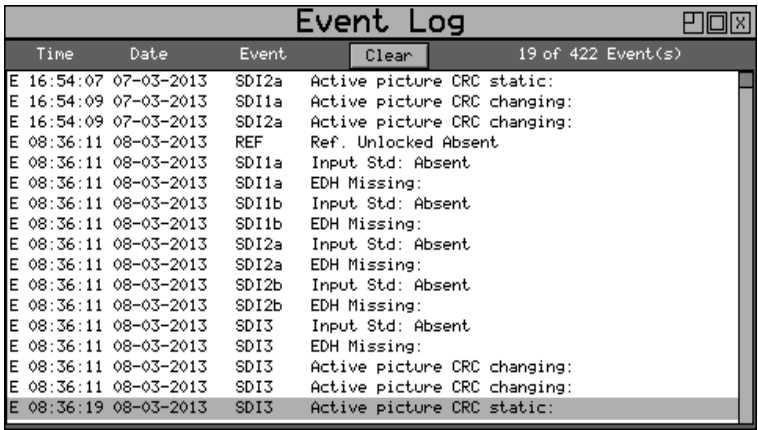 Event Log
Time Date Event Clear 19 of 422 Event(s)
E 16:54:07 07-03-2013 SDI2a Active picture CRC static:
E 16:54:09 07-03-2013 SDI1a Active picture CRC changing:
E 16:54:09 07-03-2013 SDI2a Active picture CRC changing:
E 08:36:11 08-03-2013 REF Ref. Unlocked Absent
E 08:36:11 08-03-2013 SDI1a Input Std: Absent
E 08:36:11 08-03-2013 SDI1a EDH Missing:
E 08:36:11 08-03-2013 SDI1b Input Std: Absent
E 08:36:11 08-03-2013 SDI1b EDH Missing:
E 08:36:11 08-03-2013 SDI2a Input Std: Absent
E 08:36:11 08-03-2013 SDI2a EDH Missing:
E 08:36:11 08-03-2013 SDI2b Input Std: Absent
E 08:36:11 08-03-2013 SDI2b EDH Missing:
E 08:36:11 08-03-2013 SDI3 Input Std: Absent
E 08:36:11 08-03-2013 SDI3 EDH Missing:
E 08:36:11 08-03-2013 SDI3 Active picture CRC changing:
E 08:36:11 08-03-2013 SDI3 Active picture CRC changing:
E 08:36:19 08-03-2013 SDI3 Active picture CRC static: